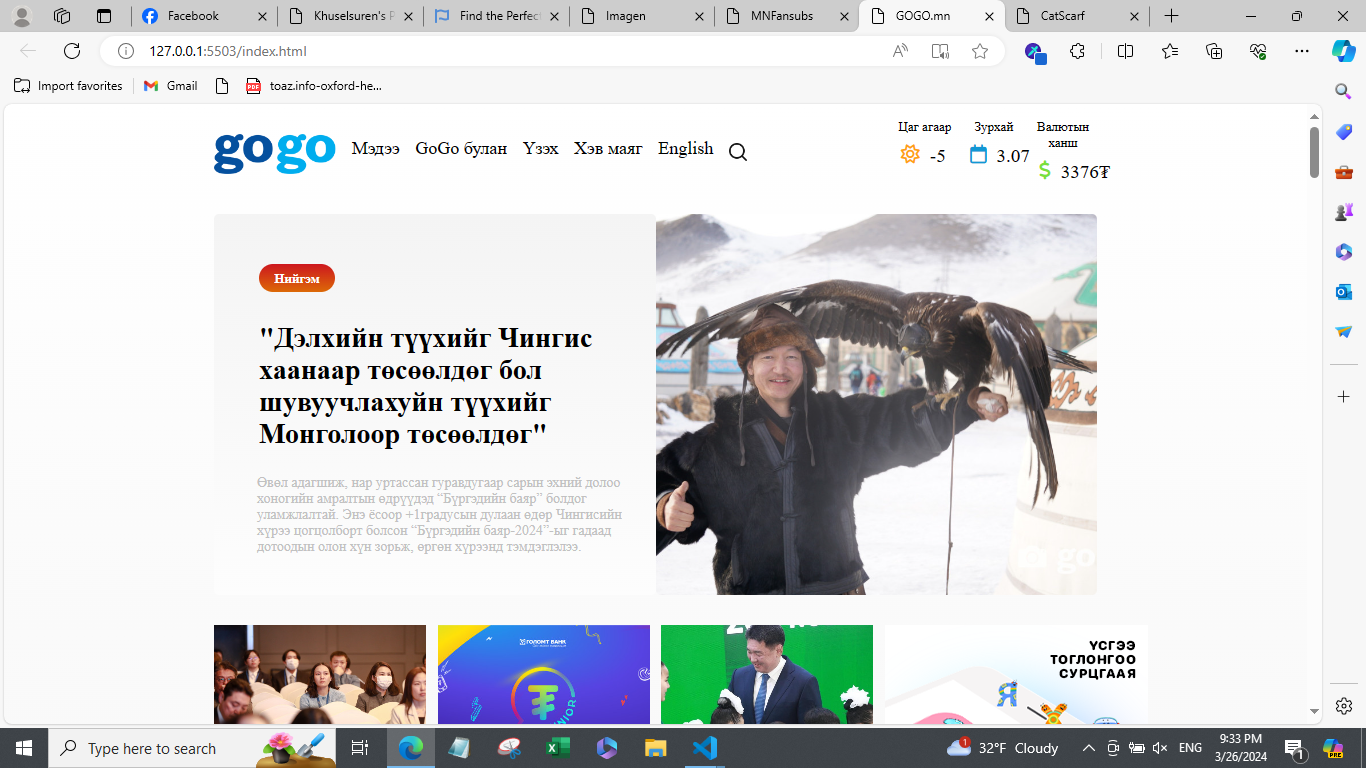 Facebook
Khuselsuren's P
Find the Perfect
Imagen
MNFansubs
GOGO.mn
CatScarf
127.0.0.1:5503/index.html
Import favorites
Gmail
PDF
toaz.info-oxford-he...
gogo
Мэдээ
GoGo булан
Үзэх
Хэв маяг
English
Цаг агаар
-5
Зурхай
3.07
Валютын
ханш
$ 3376₮
Нийгэм
"Дэлхийн түүхийг Чингис
хаанаар төсөөлдөг бол
шувуучлахуйн түүхийг
Монголоор төсөөлдөг"
Өвөл адагшиж, нар уртассан гуравдугаар сарын эхний долоо
хоногийн амралтын өдрүүдэд “Бүргэдийн баяр” болдог
уламжлалтай. Энэ ёсоор +1градусын дулаан өдөр Чингисийн
хүрээ цогцолборт болсон “Бүргэдийн баяр-2024”-ыг гадаад
дотоодын олон хүн зорьж, өргөн хүрээнд тэмдэглэлээ.
go
ГОЛОМТ БАНК
₮
ҮСГЭЭ
ТОГЛОНГОО
СУРЦГААЯ
Я
Type here to search
1
32°F Cloudy
ENG
9:33 PM
3/26/2024
1
PRE